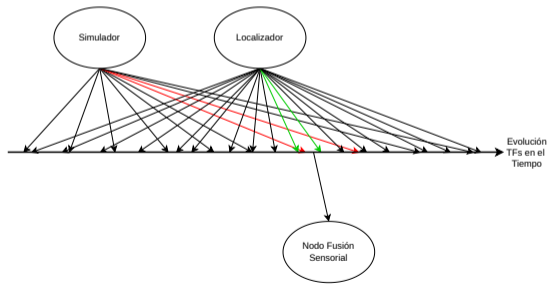 Simulador
Localizador
Evolución
TFs en el
Tiempo
Nodo Fusión
Sensorial